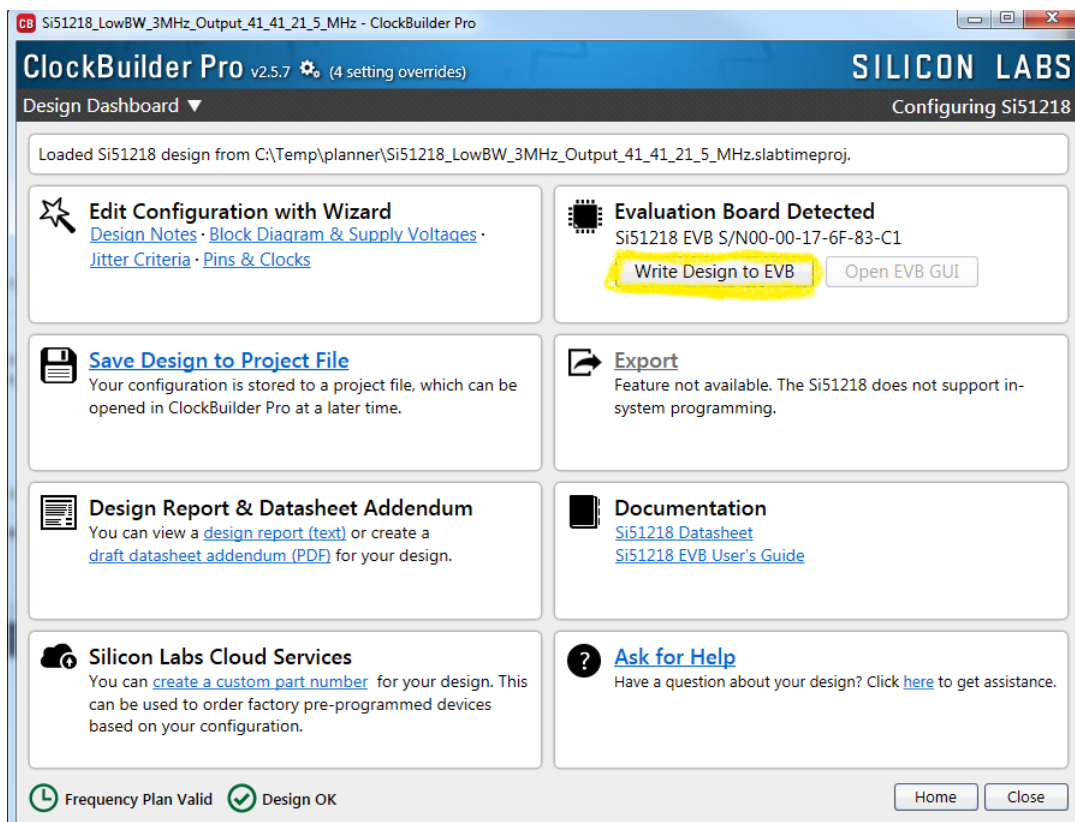 CB Si51218_LowBW_3MHz_Output_41_41_21_5_MHz - ClockBuilder Pro
ClockBuilder Pro v2.5.7 (4 setting overrides)
SILICON LABS
Design Dashboard ▼
Configuring Si51218
Loaded Si51218 design from C:\Temp\planner\Si51218_LowBW_3MHz_Output_41_41_21_5_MHz.slabtimeproj.
Edit Configuration with Wizard
Design Notes · Block Diagram & Supply Voltages ·
Jitter Criteria · Pins & Clocks
Evaluation Board Detected
Si51218 EVB S/N00-00-17-6F-83-C1
Write Design to EVB
Open EVB GUI
Save Design to Project File
Your configuration is stored to a project file, which can be
opened in ClockBuilder Pro at a later time.
Export
Feature not available. The Si51218 does not support in-
system programming.
Design Report & Datasheet Addendum
You can view a design report (text) or create a
draft datasheet addendum (PDF) for your design.
Documentation
Si51218 Datasheet
Si51218 EVB User's Guide
Silicon Labs Cloud Services
You can create a custom part number for your design. This
can be used to order factory pre-programmed devices
based on your configuration.
Ask for Help
Have a question about your design? Click here to get assistance.
Frequency Plan Valid
Design OK
Home
Close